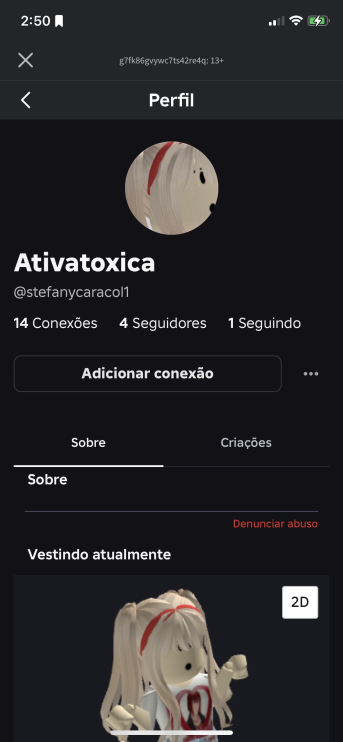 2:50
g7fk86gvywc7ts42re4q: 13+
Perfil
Ativatoxica
@stefanycaracol1
14 Conexões 4 Seguidores 1 Seguindo
Adicionar conexão
Sobre Criações
Sobre
Denunciar abuso
Vestindo atualmente
2D